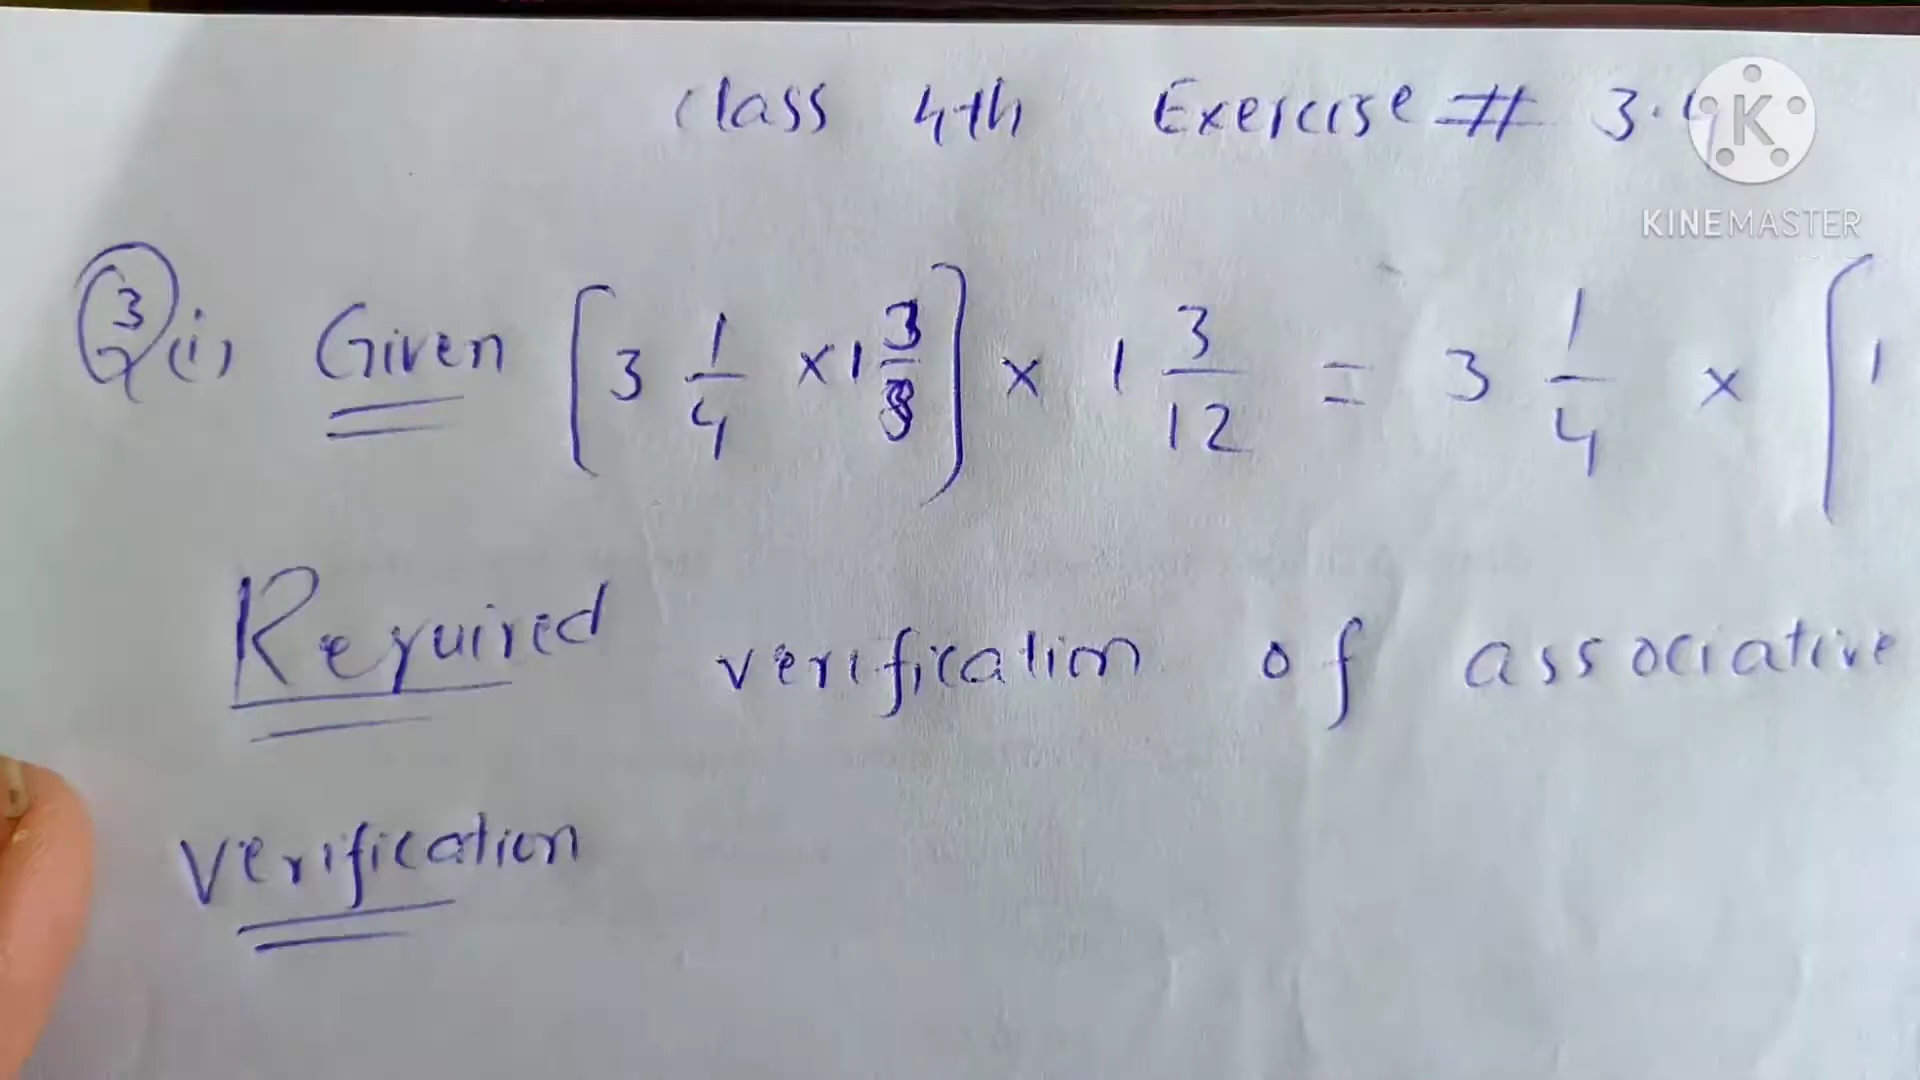 Class 4th Exercise # 3.9
KINEMASTER
Q 3 (i) Given [3 1/4 × 1 3/8] × 1 3/12 = 3 1/4 × [1
Required verification of associative
Verification